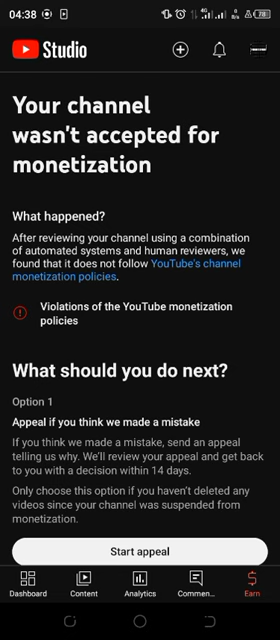 04:38
4G
0
B/s
78
Studio
Your channel
wasn't accepted for
monetization
What happened?
After reviewing your channel using a combination
of automated systems and human reviewers, we
found that it does not follow YouTube's channel
monetization policies.
Violations of the YouTube monetization
policies
What should you do next?
Option 1
Appeal if you think we made a mistake
If you think we made a mistake, send an appeal
telling us why. We'll review your appeal and get back
to you with a decision within 14 days.
Only choose this option if you haven't deleted any
videos since your channel was suspended from
monetization.
Start appeal
Dashboard Content Analytics Commen... Earn